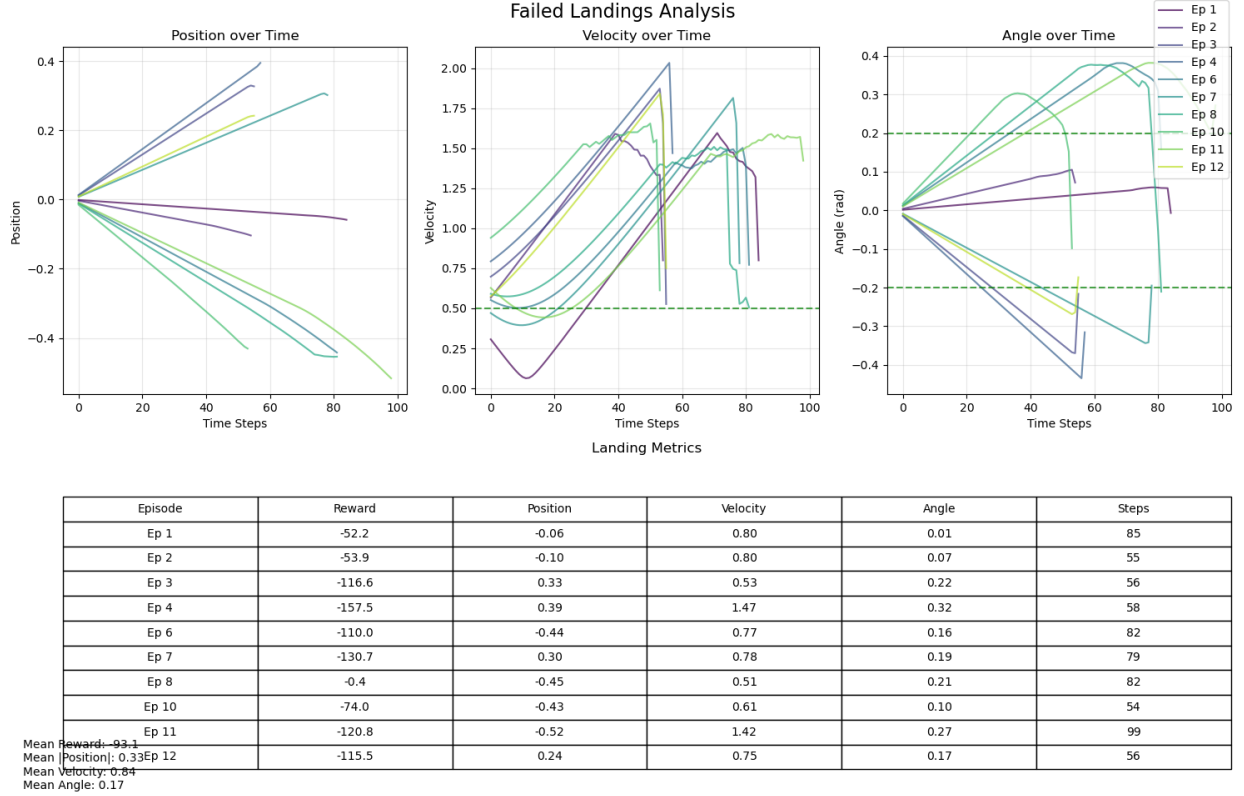 Failed Landings Analysis
Position over Time
Velocity over Time
Angle over Time
Ep 1
Ep 2
Ep 3
Ep 4
Ep 6
Ep 7
Ep 8
Ep 10
Ep 11
Ep 12
Position
0.4
0.2
0.0
−0.2
−0.4
0 20 40 60 80 100
Time Steps
Velocity
2.00
1.75
1.50
1.25
1.00
0.75
0.50
0.25
0.00
0 20 40 60 80 100
Time Steps
Angle (rad)
0.4
0.3
0.2
0.1
0.0
−0.1
−0.2
−0.3
−0.4
0 20 40 60 80 100
Time Steps
Landing Metrics
Episode Reward Position Velocity Angle Steps
Ep 1 -52.2 -0.06 0.80 0.01 85
Ep 2 -53.9 -0.10 0.80 0.07 55
Ep 3 -116.6 0.33 0.53 0.22 56
Ep 4 -157.5 0.39 1.47 0.32 58
Ep 6 -110.0 -0.44 0.77 0.16 82
Ep 7 -130.7 0.30 0.78 0.19 79
Ep 8 -0.4 -0.45 0.51 0.21 82
Ep 10 -74.0 -0.43 0.61 0.10 54
Ep 11 -120.8 -0.52 1.42 0.27 99
Ep 12 -115.5 0.24 0.75 0.17 56
Mean Reward: -93.1
Mean |Position|: 0.33
Mean Velocity: 0.84
Mean Angle: 0.17